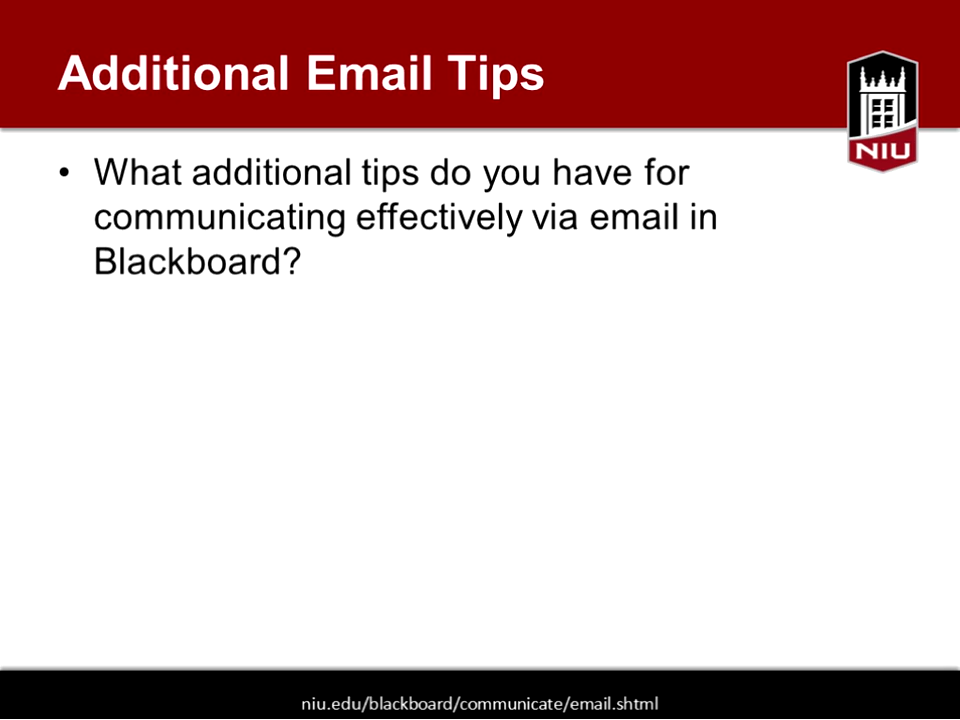 Additional Email Tips
NIU
• What additional tips do you have for
communicating effectively via email in
Blackboard?
niu.edu/blackboard/communicate/email.shtml